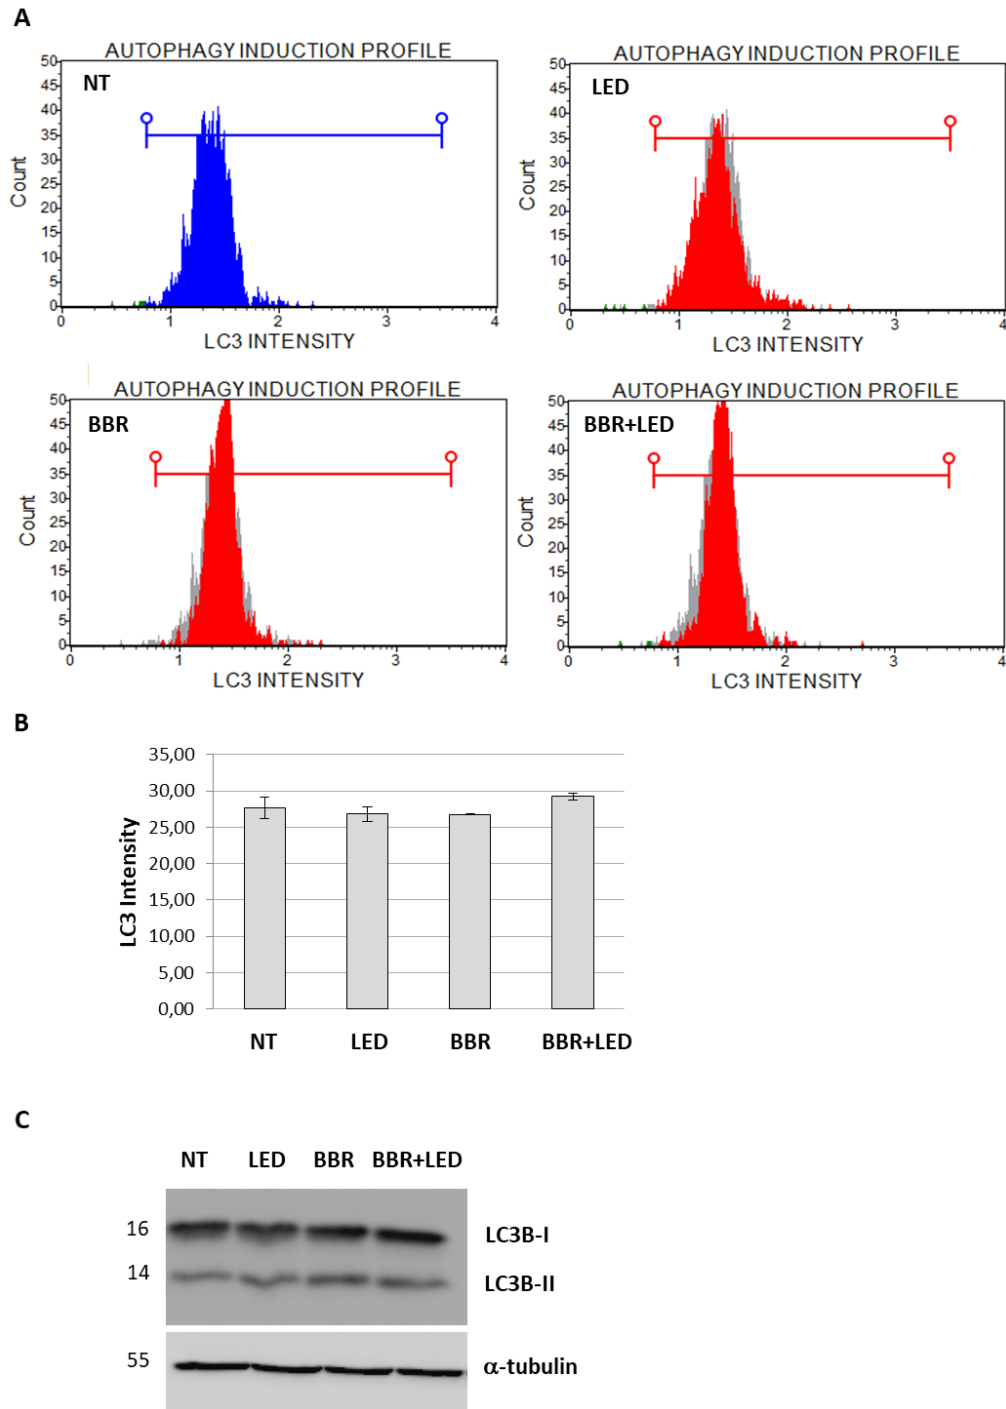 A
AUTOPHAGY INDUCTION PROFILE
NT
50
45
40
35
30
25
20
15
10
5
0
Count
0 1 2 3 4
LC3 INTENSITY
AUTOPHAGY INDUCTION PROFILE
LED
50
45
40
35
30
25
20
15
10
5
0
Count
0 1 2 3 4
LC3 INTENSITY
AUTOPHAGY INDUCTION PROFILE
BBR
50
45
40
35
30
25
20
15
10
5
0
Count
0 1 2 3 4
LC3 INTENSITY
AUTOPHAGY INDUCTION PROFILE
BBR+LED
50
45
40
35
30
25
20
15
10
5
0
Count
0 1 2 3 4
LC3 INTENSITY
B
35,00
30,00
25,00
20,00
15,00
10,00
5,00
0,00
LC3 Intensity
NT LED BBR BBR+LED
C
NT LED BBR BBR+LED
16 LC3B-I
14 LC3B-II
55 α-tubulin